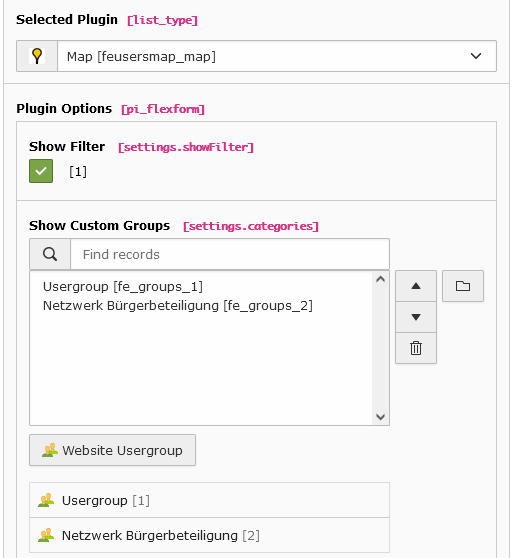 Selected Plugin [list_type]
Map [feusersmap_map]
Plugin Options [pi_flexform]
Show Filter [settings.showFilter]
[1]
Show Custom Groups [settings.categories]
Find records
Usergroup [fe_groups_1]
Netzwerk Bürgerbeteiligung [fe_groups_2]
Website Usergroup
Usergroup [1]
Netzwerk Bürgerbeteiligung [2]